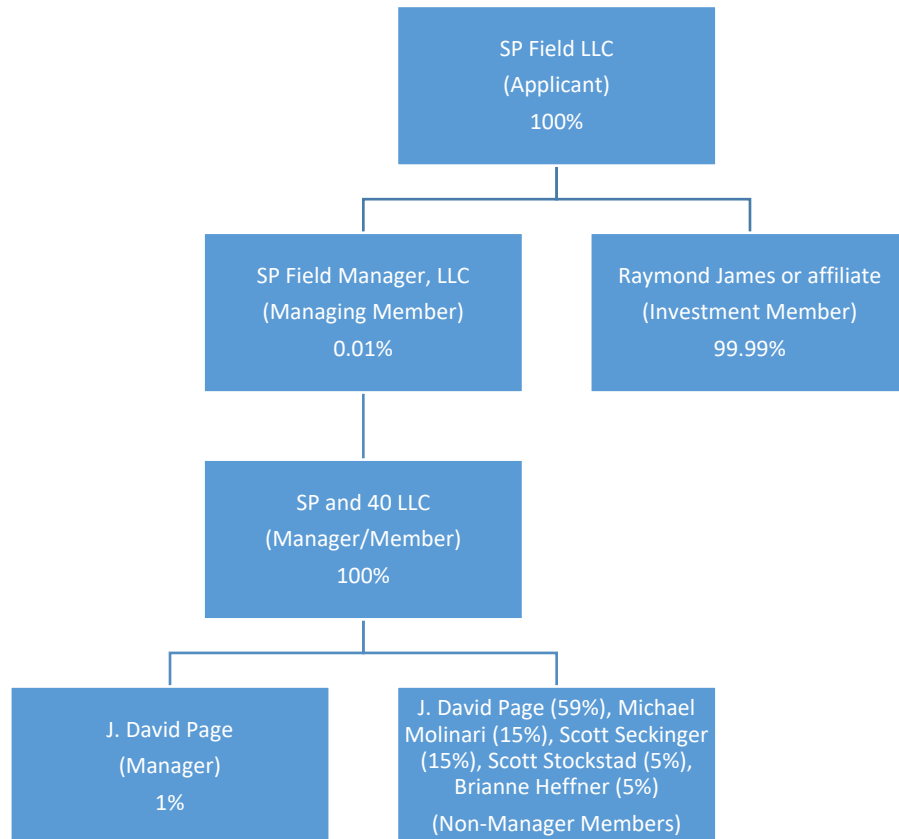 SP Field LLC
(Applicant)
100%
SP Field Manager, LLC
(Managing Member)
0.01%
Raymond James or affiliate
(Investment Member)
99.99%
SP and 40 LLC
(Manager/Member)
100%
J. David Page
(Manager)
1%
J. David Page (59%), Michael
Molinari (15%), Scott Seckinger
(15%), Scott Stockstad (5%),
Brianne Heffner (5%)
(Non-Manager Members)